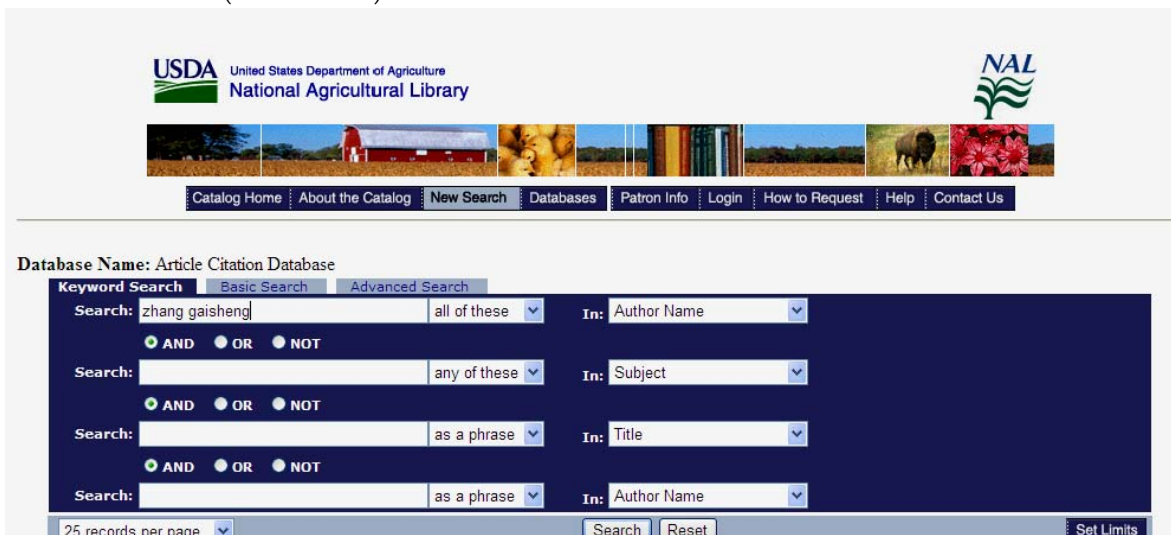 USDA United States Department of Agriculture NAL
National Agricultural Library
Catalog Home About the Catalog New Search Databases Patron Info Login How to Request Help Contact Us
Database Name: Article Citation Database
Keyword Search Basic Search Advanced Search
Search: zhang gaisheng all of these In: Author Name
AND OR NOT
Search: any of these In: Subject
AND OR NOT
Search: as a phrase In: Title
AND OR NOT
Search: as a phrase In: Author Name
25 records per page Search Reset Set Limits